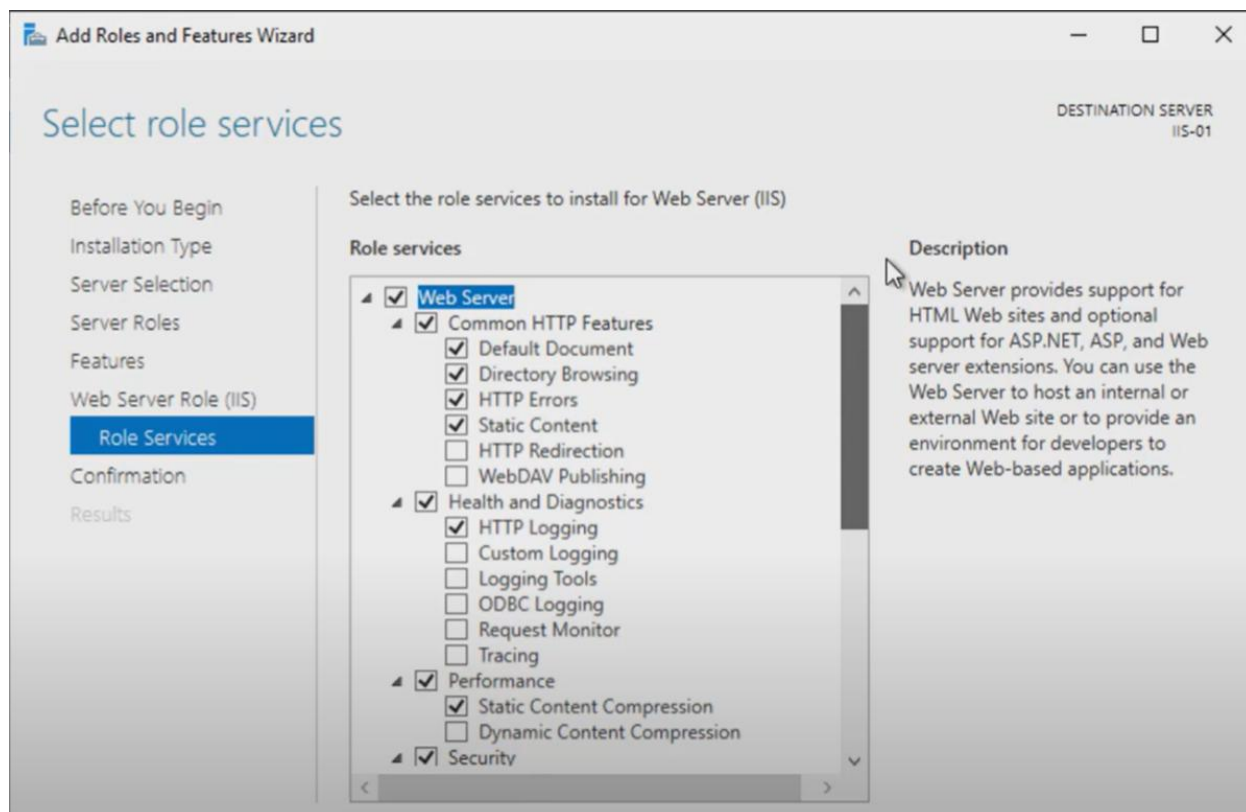 Add Roles and Features Wizard
Select role services
DESTINATION SERVER
IIS-01
Before You Begin
Installation Type
Server Selection
Server Roles
Features
Web Server Role (IIS)
Role Services
Confirmation
Results
Select the role services to install for Web Server (IIS)
Role services
Web Server
Common HTTP Features
Default Document
Directory Browsing
HTTP Errors
Static Content
HTTP Redirection
WebDAV Publishing
Health and Diagnostics
HTTP Logging
Custom Logging
Logging Tools
ODBC Logging
Request Monitor
Tracing
Performance
Static Content Compression
Dynamic Content Compression
Security
Description
Web Server provides support for
HTML Web sites and optional
support for ASP.NET, ASP, and Web
server extensions. You can use the
Web Server to host an internal or
external Web site or to provide an
environment for developers to
create Web-based applications.